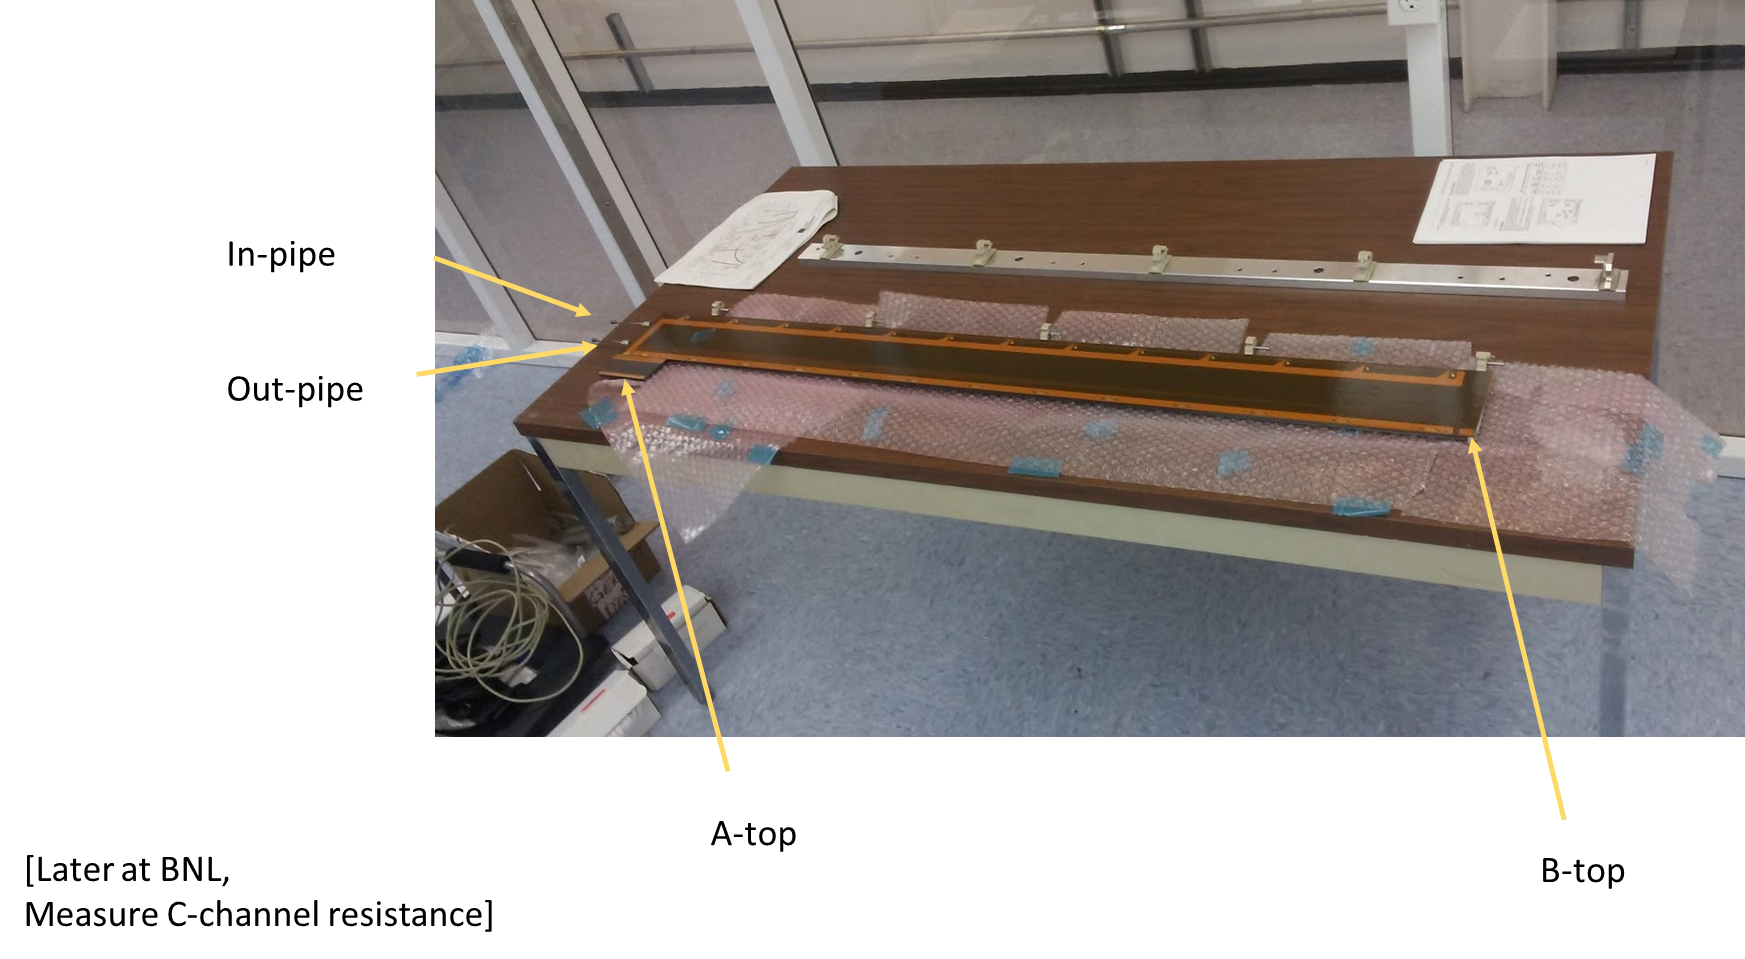 In-pipe
Out-pipe
A-top
B-top
[Later at BNL,
Measure C-channel resistance]